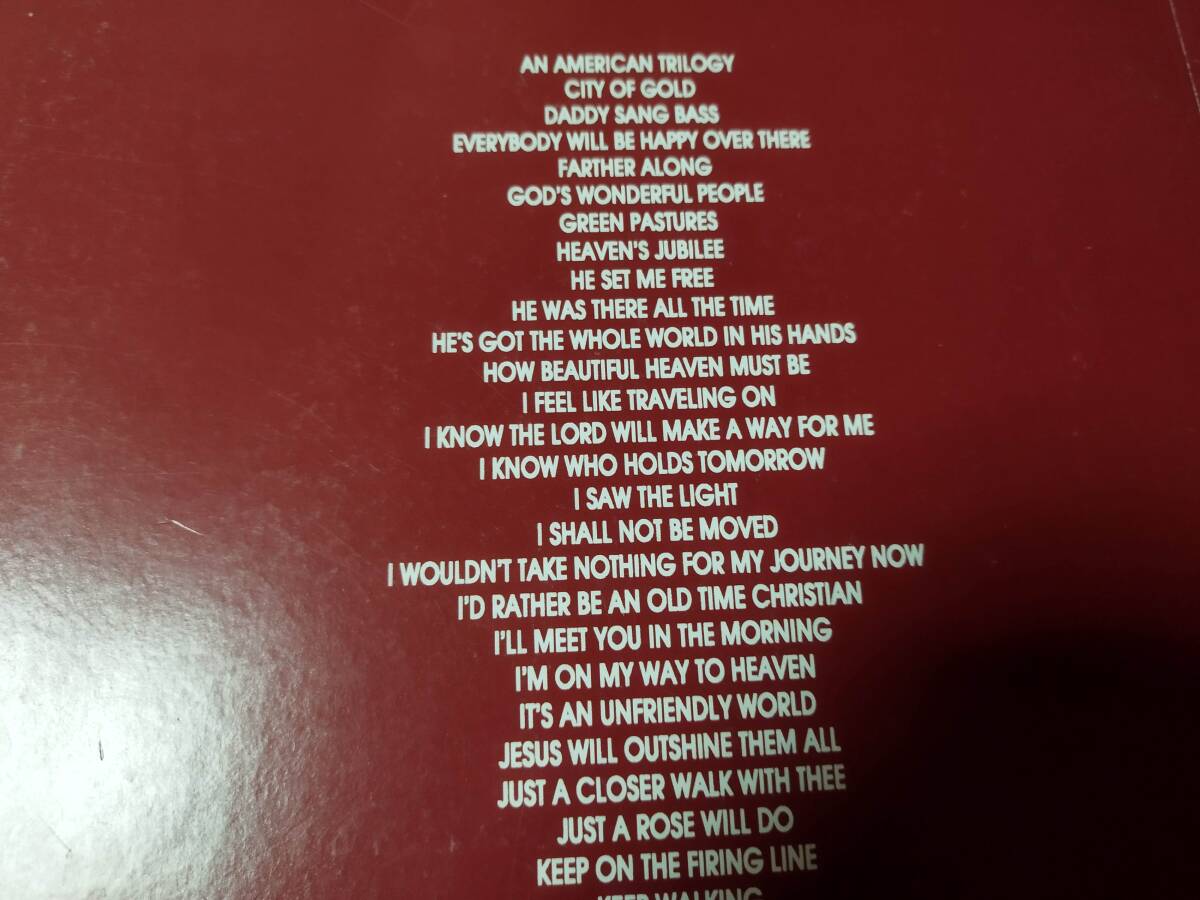 AN AMERICAN TRILOGY
CITY OF GOLD
DADDY SANG BASS
EVERYBODY WILL BE HAPPY OVER THERE
FARTHER ALONG
GOD'S WONDERFUL PEOPLE
GREEN PASTURES
HEAVEN'S JUBILEE
HE SET ME FREE
HE WAS THERE ALL THE TIME
HE'S GOT THE WHOLE WORLD IN HIS HANDS
HOW BEAUTIFUL HEAVEN MUST BE
I FEEL LIKE TRAVELING ON
I KNOW THE LORD WILL MAKE A WAY FOR ME
I KNOW WHO HOLDS TOMORROW
I SAW THE LIGHT
I SHALL NOT BE MOVED
I WOULDN'T TAKE NOTHING FOR MY JOURNEY NOW
I'D RATHER BE AN OLD TIME CHRISTIAN
I'LL MEET YOU IN THE MORNING
I'M ON MY WAY TO HEAVEN
IT'S AN UNFRIENDLY WORLD
JESUS WILL OUTSHINE THEM ALL
JUST A CLOSER WALK WITH THEE
JUST A ROSE WILL DO
KEEP ON THE FIRING LINE
KEEP WALKING